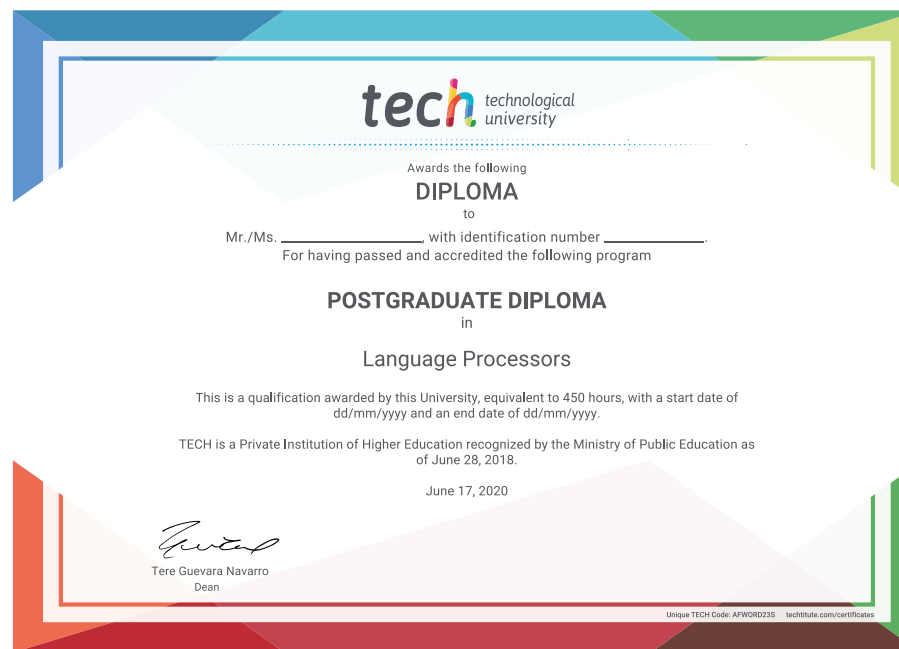 tech technological
university
Awards the following
DIPLOMA
to
Mr./Ms. ____________, with identification number ____________.
For having passed and accredited the following program
POSTGRADUATE DIPLOMA
in
Language Processors
This is a qualification awarded by this University, equivalent to 450 hours, with a start date of
dd/mm/yyyy and an end date of dd/mm/yyyy.
TECH is a Private Institution of Higher Education recognized by the Ministry of Public Education as
of June 28, 2018.
June 17, 2020
Tere Guevara Navarro
Dean
Unique TECH Code: AFWORD23S techtitute.com/certificates